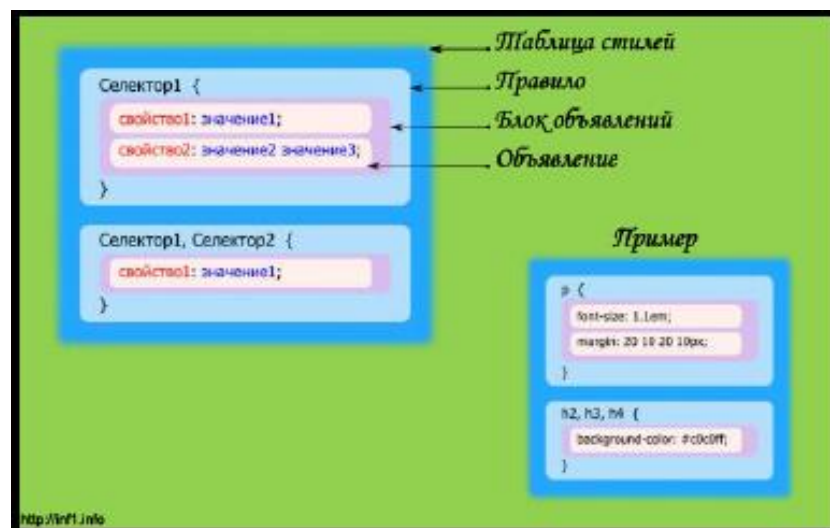 Таблица стилей
Правило
Блок объявлений
Объявление
Селектор1 {
свойство1: значение1;
свойство2: значение2 значение3;
}
Селектор1, Селектор2 {
свойство1: значение1;
}
Пример
p {
font-size: 1.1em;
margin: 20 10 20 10px;
}
h2, h3, h4 {
background-color: #c0c0ff;
}
http://inf1.info